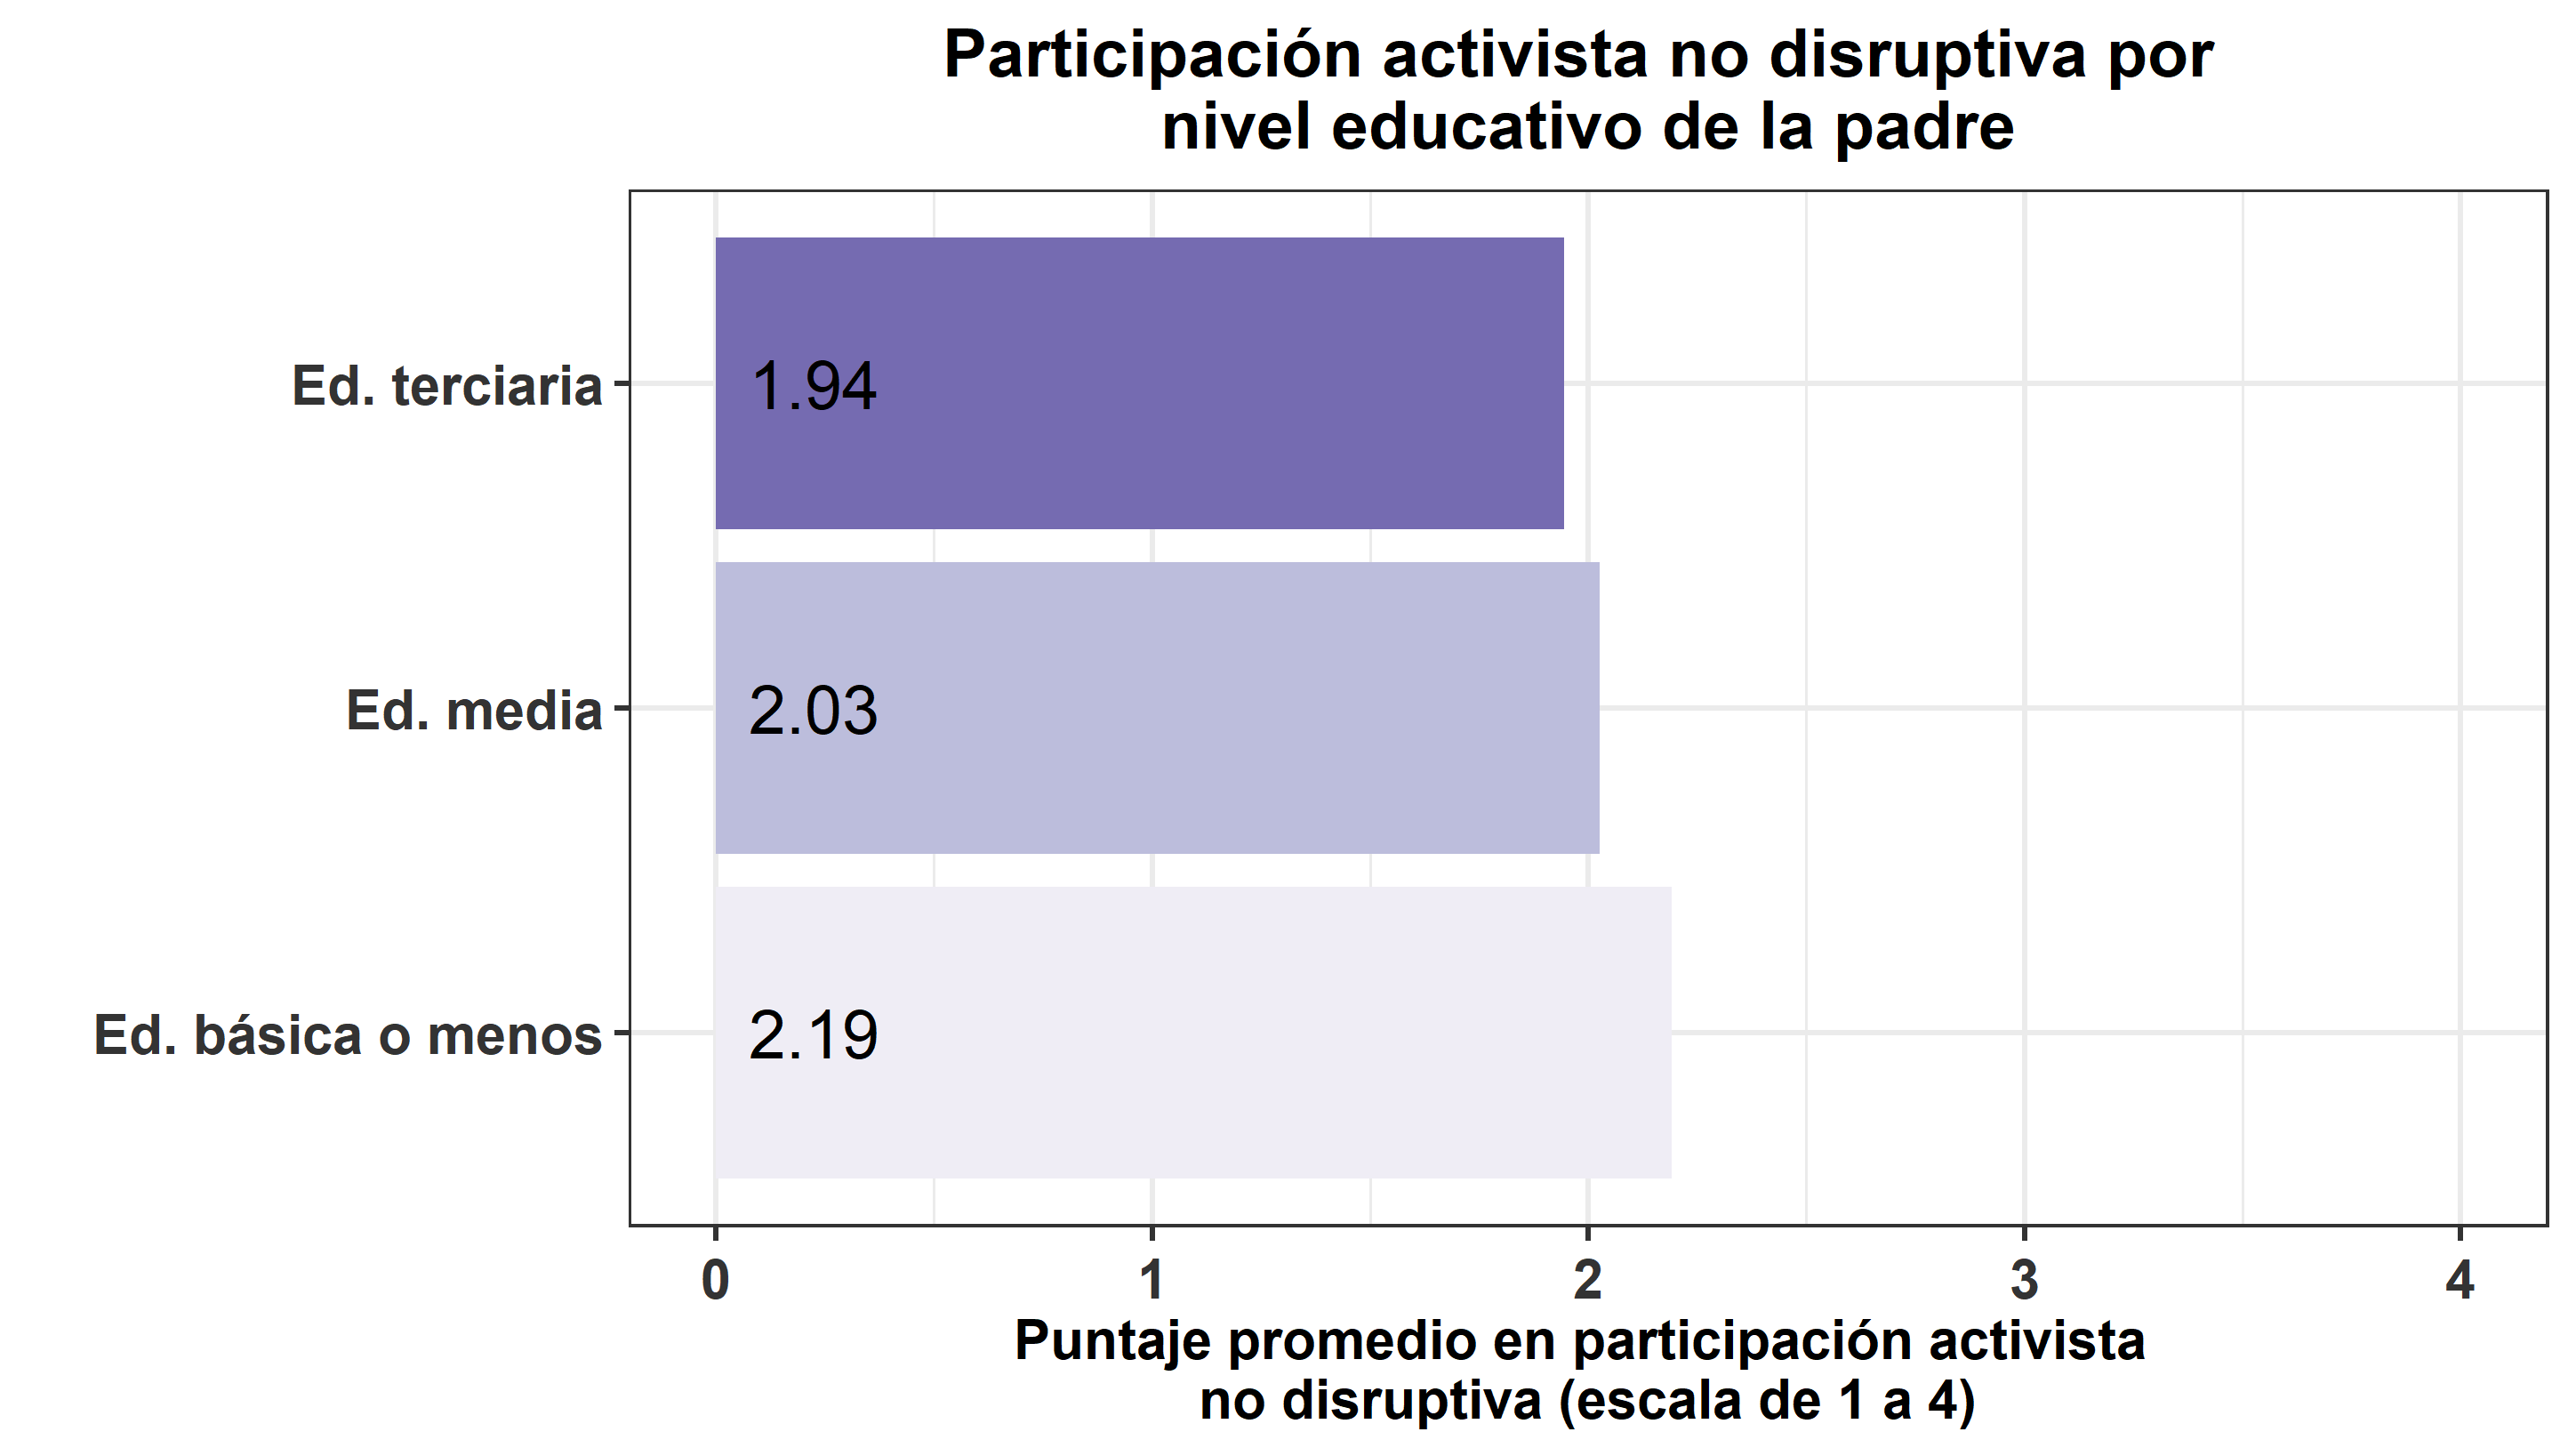 Participación activista no disruptiva por
nivel educativo de la padre
Ed. terciaria
1.94
Ed. media
2.03
Ed. básica o menos
2.19
0 1 2 3 4
Puntaje promedio en participación activista
no disruptiva (escala de 1 a 4)